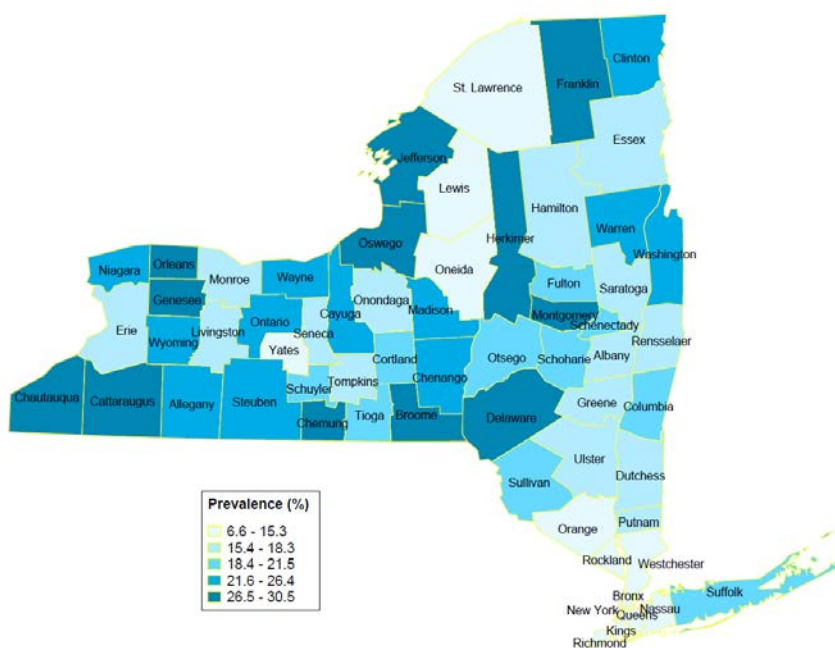 Clinton
Franklin
St. Lawrence
Essex
Jefferson
Lewis
Hamilton
Warren
Washington
Oswego
Herkimer
Oneida
Orleans
Niagara
Monroe
Wayne
Fulton
Saratoga
Genesee
Onondaga
Madison
Montgomery
Cayuga
Ontario
Schenectady
Erie
Livingston
Seneca
Wyoming
Rensselaer
Yates
Otsego
Schoharie
Albany
Cortland
Chenango
Tompkins
Schuyler
Chautauqua
Cattaraugus
Allegany
Steuben
Greene
Columbia
Tioga
Broome
Delaware
Chemung
Ulster
Dutchess
Sullivan
Putnam
Orange
Rockland
Westchester
Suffolk
Bronx
New York
Nassau
Queens
Kings
Richmond
Prevalence (%)
6.6 - 15.3
15.4 - 18.3
18.4 - 21.5
21.6 - 26.4
26.5 - 30.5